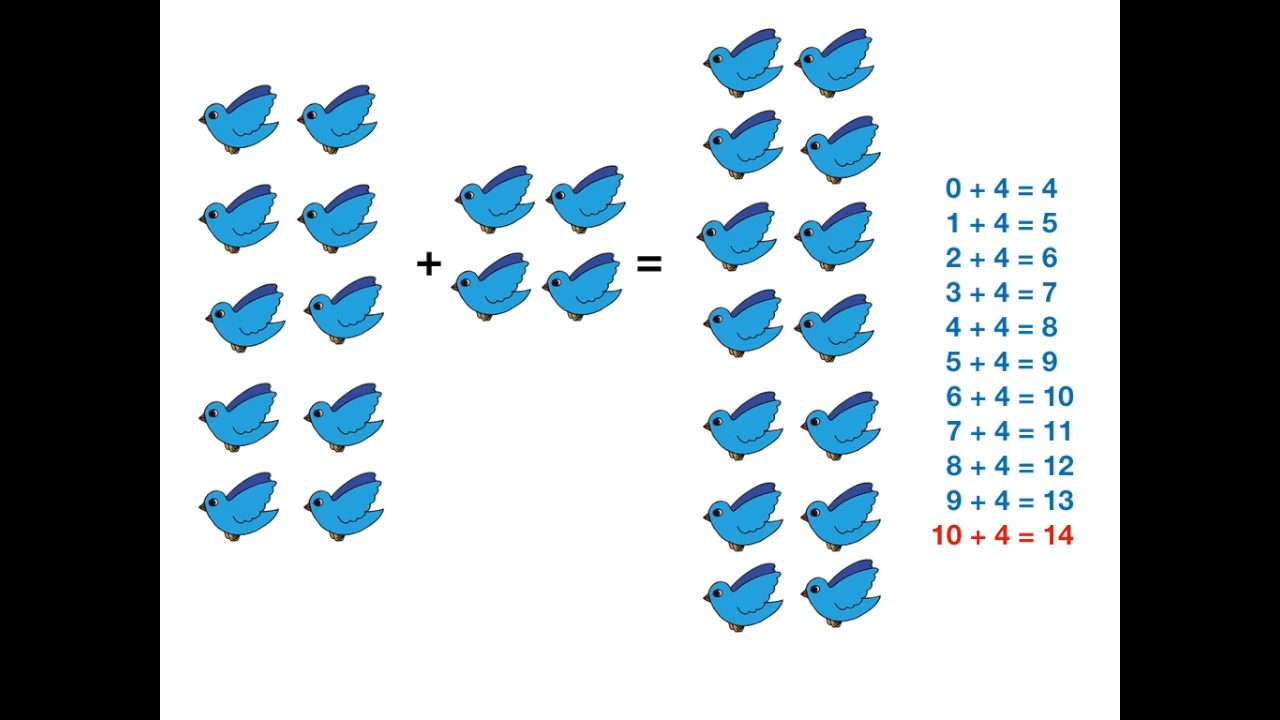 + =
0 + 4 = 4
1 + 4 = 5
2 + 4 = 6
3 + 4 = 7
4 + 4 = 8
5 + 4 = 9
6 + 4 = 10
7 + 4 = 11
8 + 4 = 12
9 + 4 = 13
10 + 4 = 14